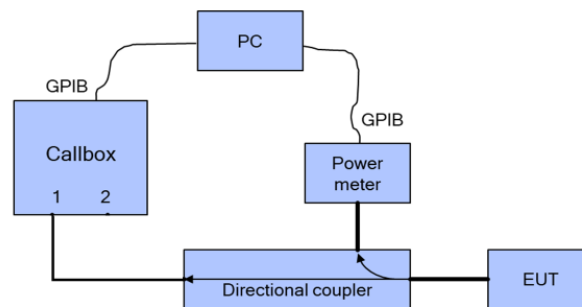 PC
GPIB
GPIB
Callbox
1 2
Power
meter
Directional coupler
EUT